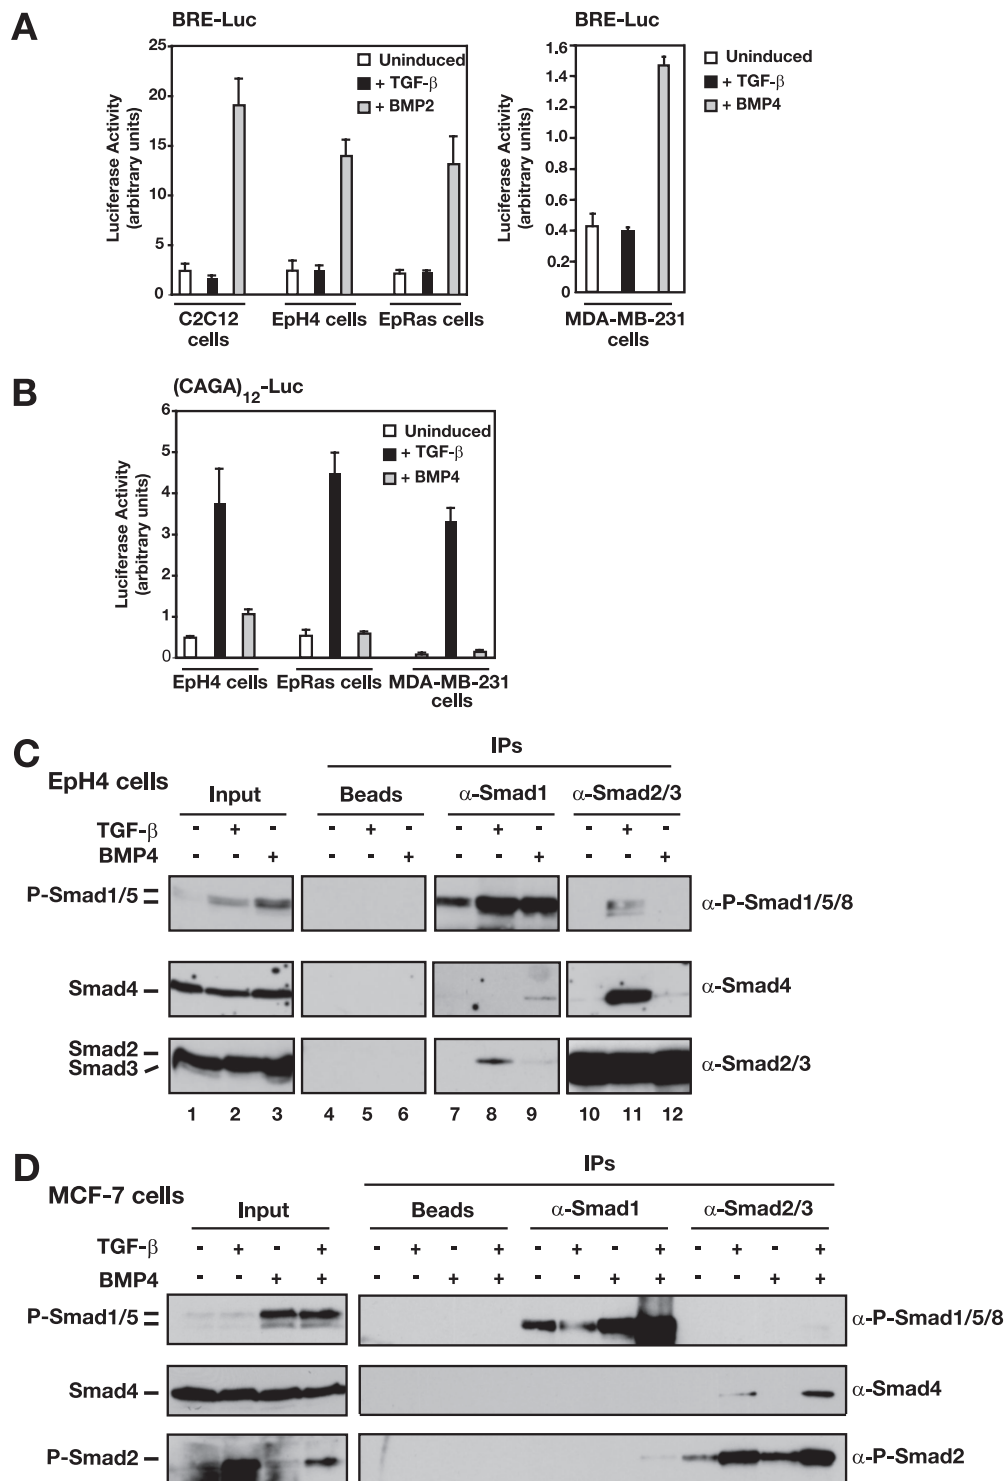 A
BRE-Luc
Luciferase Activity
(arbitrary units)
25
20
15
10
5
0
Uninduced
+ TGF-β
+ BMP2
C2C12
cells
EpH4 cells
EpRas cells
BRE-Luc
Luciferase Activity
(arbitrary units)
1.6
1.4
1.2
1.0
0.8
0.6
0.4
0.2
0
Uninduced
+ TGF-β
+ BMP4
MDA-MB-231
cells
B
(CAGA)12-Luc
Luciferase Activity
(arbitrary units)
6
5
4
3
2
1
0
Uninduced
+ TGF-β
+ BMP4
EpH4 cells
EpRas cells
MDA-MB-231
cells
C
EpH4 cells
IPs
Input Beads α-Smad1 α-Smad2/3
TGF-β - + - - + - - + - - + -
BMP4 - - + - - + - - + - - +
P-Smad1/5 α-P-Smad1/5/8
Smad4 α-Smad4
Smad2
Smad3 α-Smad2/3
1 2 3 4 5 6 7 8 9 10 11 12
D
MCF-7 cells
IPs
Input Beads α-Smad1 α-Smad2/3
TGF-β - + - + - + - + - + - + - + - +
BMP4 - - + + - - + + - - + + - - + +
P-Smad1/5 α-P-Smad1/5/8
Smad4 α-Smad4
P-Smad2 α-P-Smad2